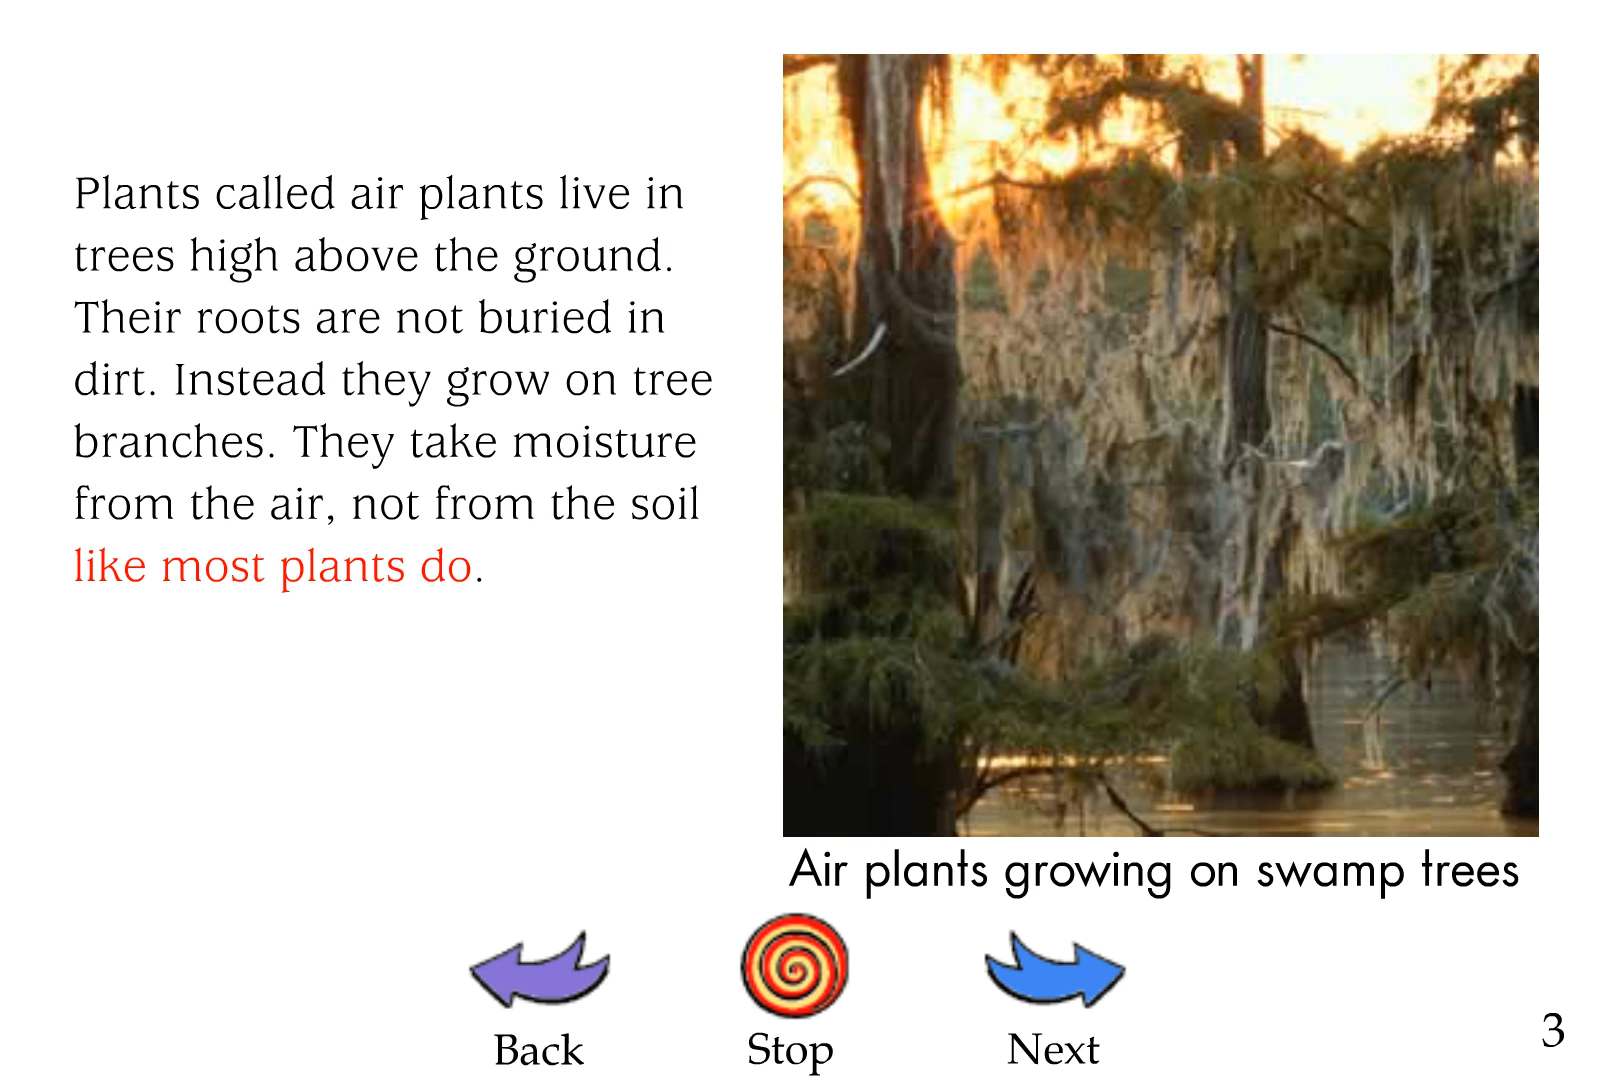 Plants called air plants live in
trees high above the ground.
Their roots are not buried in
dirt. Instead they grow on tree
branches. They take moisture
from the air, not from the soil
like most plants do.
Air plants growing on swamp trees
Back
Stop
Next
3